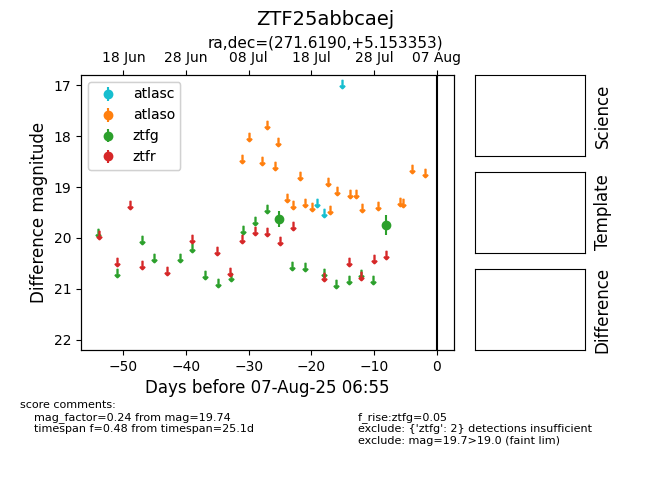 ZTF25abbcaej
ra,dec=(271.6190,+5.153353)
18 Jun 28 Jun 08 Jul 18 Jul 28 Jul 07 Aug
atlasc
atlaso
ztfg
ztfr
17
18
19
20
21
22
Difference magnitude
−50 −40 −30 −20 −10 0
Days before 07-Aug-25 06:55
Science
Template
Difference
score comments:
mag_factor=0.24 from mag=19.74
timespan f=0.48 from timespan=25.1d
f_rise:ztfg=0.05
exclude: {'ztfg': 2} detections insufficient
exclude: mag=19.7>19.0 (faint lim)